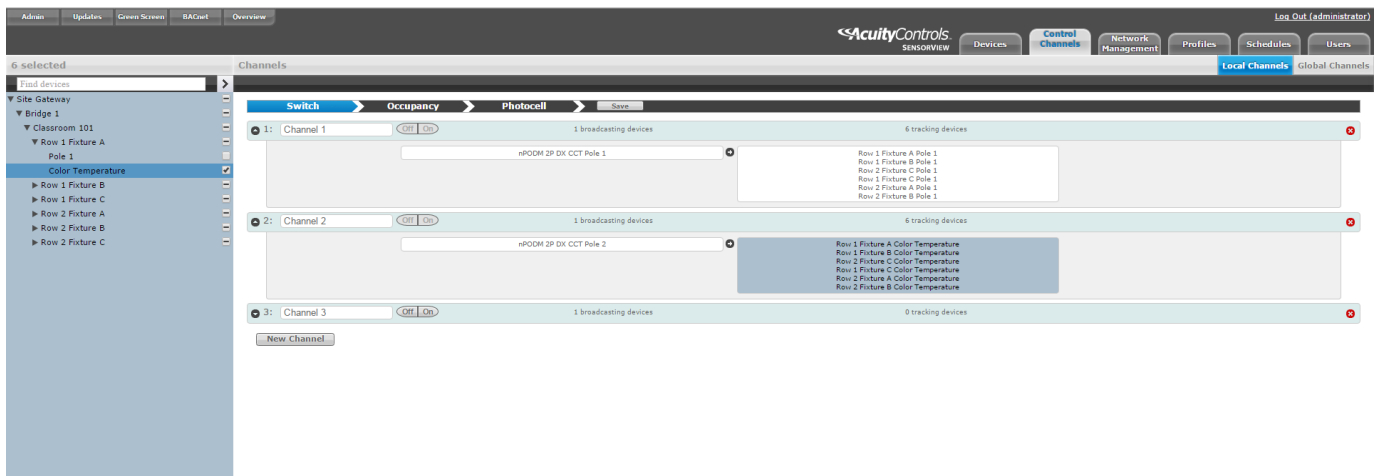 Admin Updates Green Screen BACnet Overview
Log Out (administrator)
AcuityControls.
SENSORVIEW
Devices
Control Channels
Network Management
Profiles
Schedules
Users
6 selected
Channels
Local Channels Global Channels
Find devices
Site Gateway
Bridge 1
Classroom 101
Row 1 Fixture A
Pole 1
Color Temperature
Row 1 Fixture B
Row 1 Fixture C
Row 2 Fixture A
Row 2 Fixture B
Row 2 Fixture C
Switch Occupancy Photocell Save
1: Channel 1 Off On 1 broadcasting devices 6 tracking devices
nPODM 2P DX CCT Pole 1
Row 1 Fixture A Pole 1
Row 1 Fixture B Pole 1
Row 2 Fixture C Pole 1
Row 1 Fixture C Pole 1
Row 2 Fixture A Pole 1
Row 2 Fixture B Pole 1
2: Channel 2 Off On 1 broadcasting devices 6 tracking devices
nPODM 2P DX CCT Pole 2
Row 1 Fixture A Color Temperature
Row 1 Fixture B Color Temperature
Row 2 Fixture C Color Temperature
Row 1 Fixture C Color Temperature
Row 2 Fixture A Color Temperature
Row 2 Fixture B Color Temperature
3: Channel 3 Off On 1 broadcasting devices 0 tracking devices
New Channel